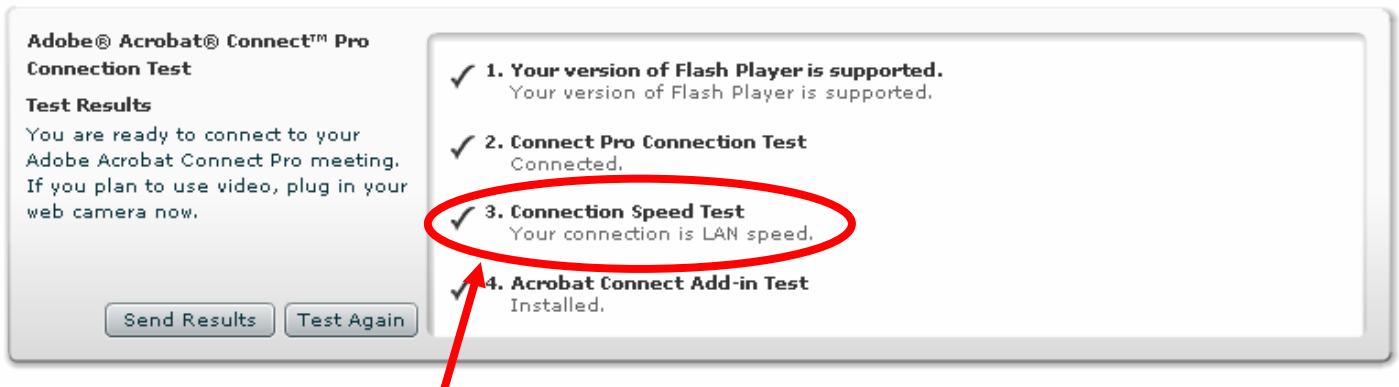 Adobe® Acrobat® Connect™ Pro
Connection Test
Test Results
You are ready to connect to your
Adobe Acrobat Connect Pro meeting.
If you plan to use video, plug in your
web camera now.
Send Results
Test Again
1. Your version of Flash Player is supported.
Your version of Flash Player is supported.
2. Connect Pro Connection Test
Connected.
3. Connection Speed Test
Your connection is LAN speed.
4. Acrobat Connect Add-in Test
Installed.